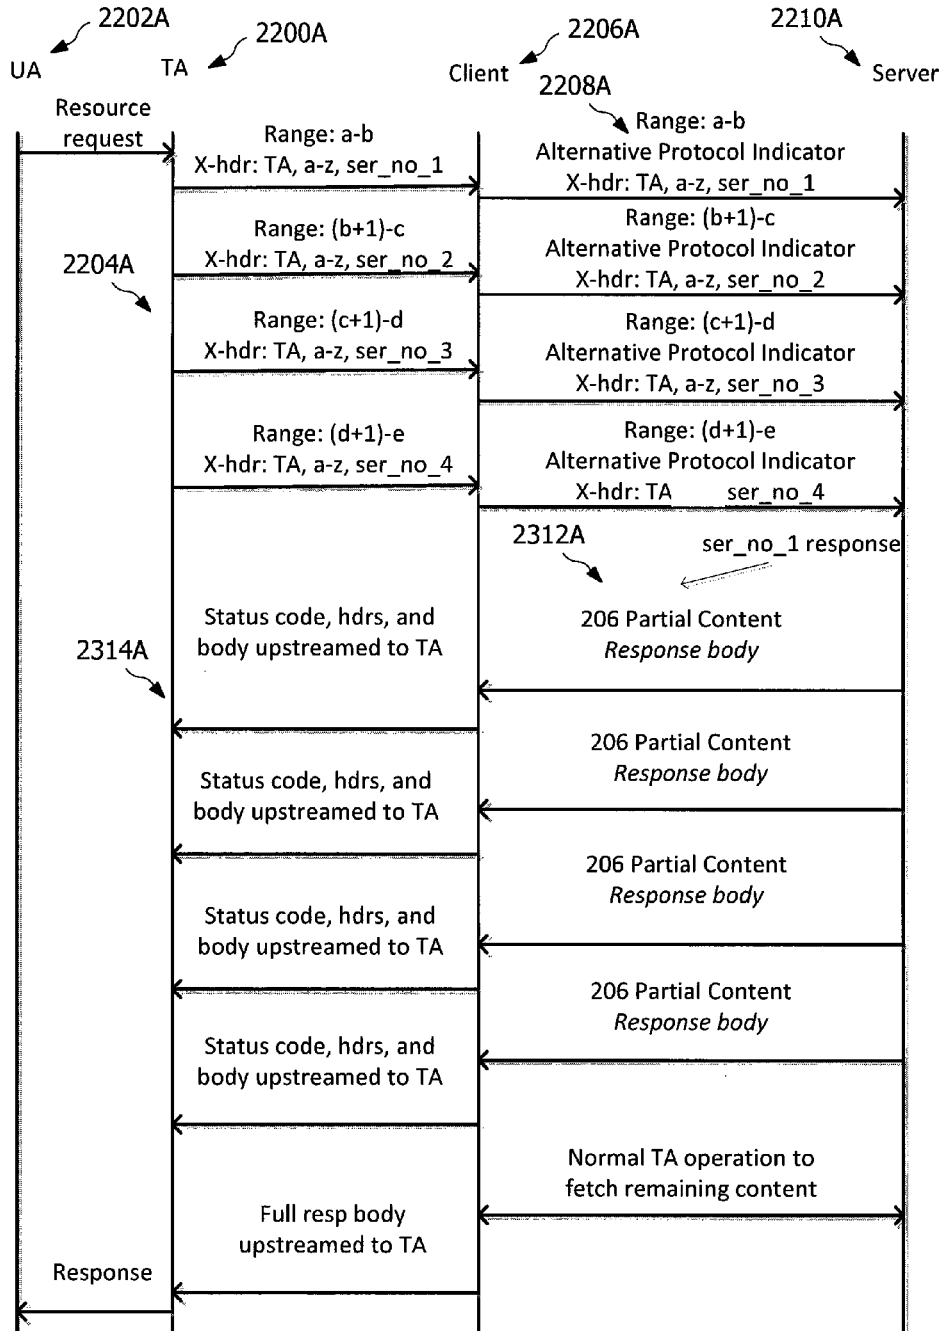 2202A
2200A
2206A
2210A
UA
TA
Client
Server
2208A
Resource
request
Range: a-b
X-hdr: TA, a-z, ser_no_1
Range: a-b
Alternative Protocol Indicator
X-hdr: TA, a-z, ser_no_1
2204A
Range: (b+1)-c
X-hdr: TA, a-z, ser_no_2
Range: (b+1)-c
Alternative Protocol Indicator
X-hdr: TA, a-z, ser_no_2
Range: (c+1)-d
X-hdr: TA, a-z, ser_no_3
Range: (c+1)-d
Alternative Protocol Indicator
X-hdr: TA, a-z, ser_no_3
Range: (d+1)-e
X-hdr: TA, a-z, ser_no_4
Range: (d+1)-e
Alternative Protocol Indicator
X-hdr: TA ser_no_4
2312A
ser_no_1 response
206 Partial Content
Response body
Status code, hdrs, and
body upstreamed to TA
2314A
206 Partial Content
Response body
Status code, hdrs, and
body upstreamed to TA
206 Partial Content
Response body
Status code, hdrs, and
body upstreamed to TA
206 Partial Content
Response body
Status code, hdrs, and
body upstreamed to TA
Normal TA operation to
fetch remaining content
Full resp body
upstreamed to TA
Response